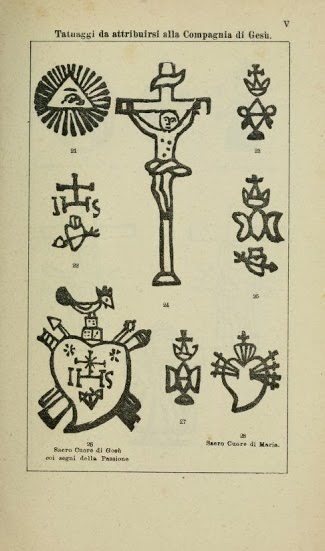 V
Tatuaggi da attribuirsi alla Compagnia di Gesù.
21
22
IHS
23
24
25
IHS
26
Sacro Cuore di Gesù
coi segni della Passione
27
28
Sacro Cuore di Maria.